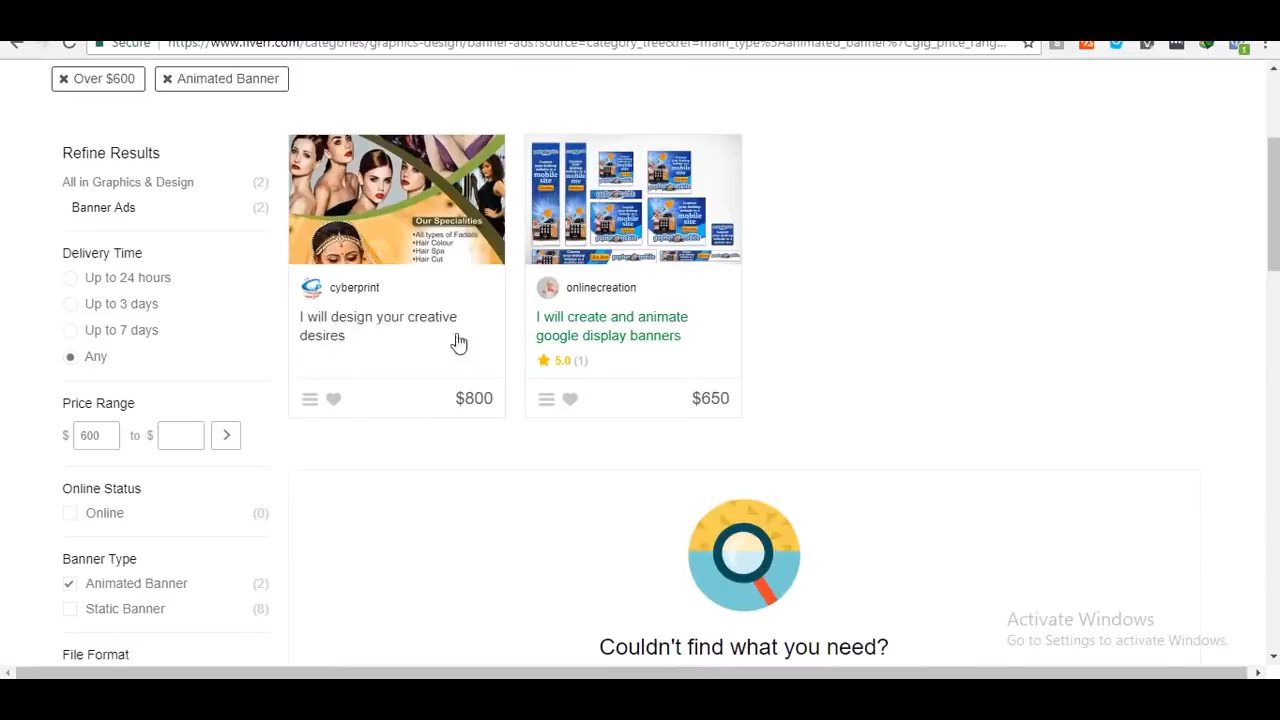 Secure
https://www.fiverr.com/categories/graphics-design/banner-ads?source=category_tree&ref=main_type%3Aanimated_banner%7Cgig_price_rang...
1
× Over $600
× Animated Banner
Refine Results
All in Graphics & Design (2)
Banner Ads (2)
Delivery Time
Up to 24 hours
Up to 3 days
Up to 7 days
Any
Price Range
$ 600 to $
Online Status
Online (0)
Banner Type
Animated Banner (2)
Static Banner (8)
File Format
Our Specialities
•All types of Facials
•Hair Colour
•Hair Spa
•Hair Cut
cyberprint
I will design your creative
desires
$800
mobile
site
onlinecreation
I will create and animate
google display banners
5.0 (1)
$650
Couldn't find what you need?
Activate Windows
Go to Settings to activate Windows.